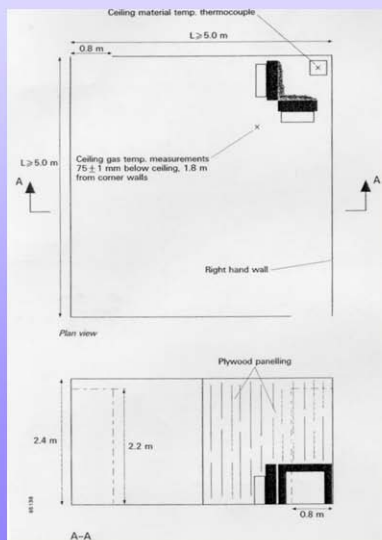 Ceiling material temp. thermocouple
L⩾5.0 m
0.8 m
L⩾5.0 m
A
A
Ceiling gas temp. measurements
75±1 mm below ceiling, 1.8 m
from corner walls
Right hand wall
Plan view
Plywood panelling
2.4 m
2.2 m
0.8 m
A–A